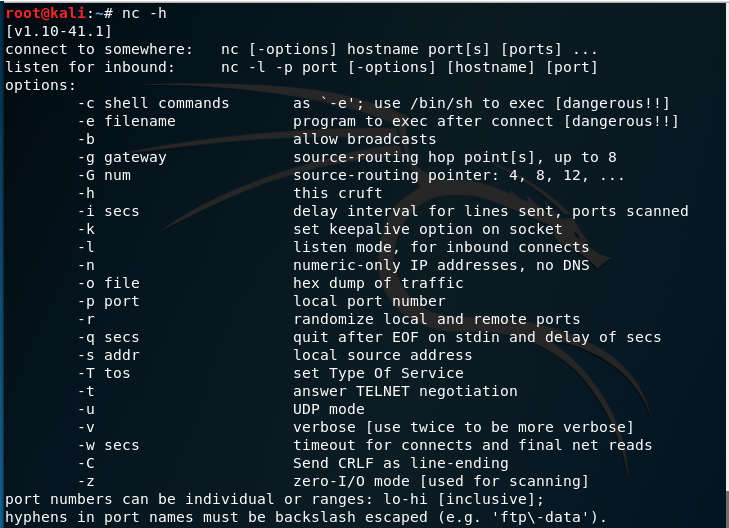 root@kali:~# nc -h
[v1.10-41.1]
connect to somewhere:   nc [-options] hostname port[s] [ports] ...
listen for inbound:     nc -l -p port [-options] [hostname] [port]
options:
        -c shell commands       as `-e'; use /bin/sh to exec [dangerous!!]
        -e filename             program to exec after connect [dangerous!!]
        -b                      allow broadcasts
        -g gateway              source-routing hop point[s], up to 8
        -G num                  source-routing pointer: 4, 8, 12, ...
        -h                      this cruft
        -i secs                 delay interval for lines sent, ports scanned
        -k                      set keepalive option on socket
        -l                      listen mode, for inbound connects
        -n                      numeric-only IP addresses, no DNS
        -o file                 hex dump of traffic
        -p port                 local port number
        -r                      randomize local and remote ports
        -q secs                 quit after EOF on stdin and delay of secs
        -s addr                 local source address
        -T tos                  set Type Of Service
        -t                      answer TELNET negotiation
        -u                      UDP mode
        -v                      verbose [use twice to be more verbose]
        -w secs                 timeout for connects and final net reads
        -C                      Send CRLF as line-ending
        -z                      zero-I/O mode [used for scanning]
port numbers can be individual or ranges: lo-hi [inclusive];
hyphens in port names must be backslash escaped (e.g. 'ftp\-data').